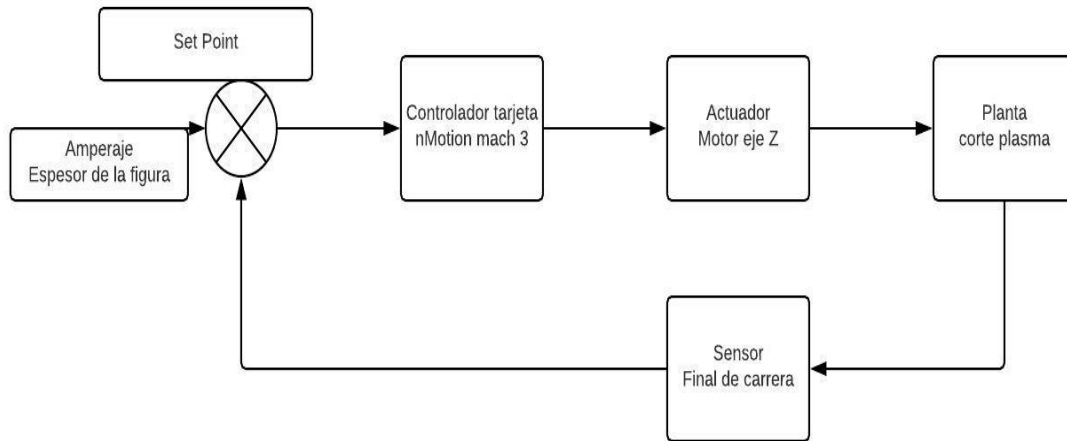 Set Point
Amperaje
Espesor de la figura
Controlador tarjeta
nMotion mach 3
Actuador
Motor eje Z
Planta
corte plasma
Sensor
Final de carrera